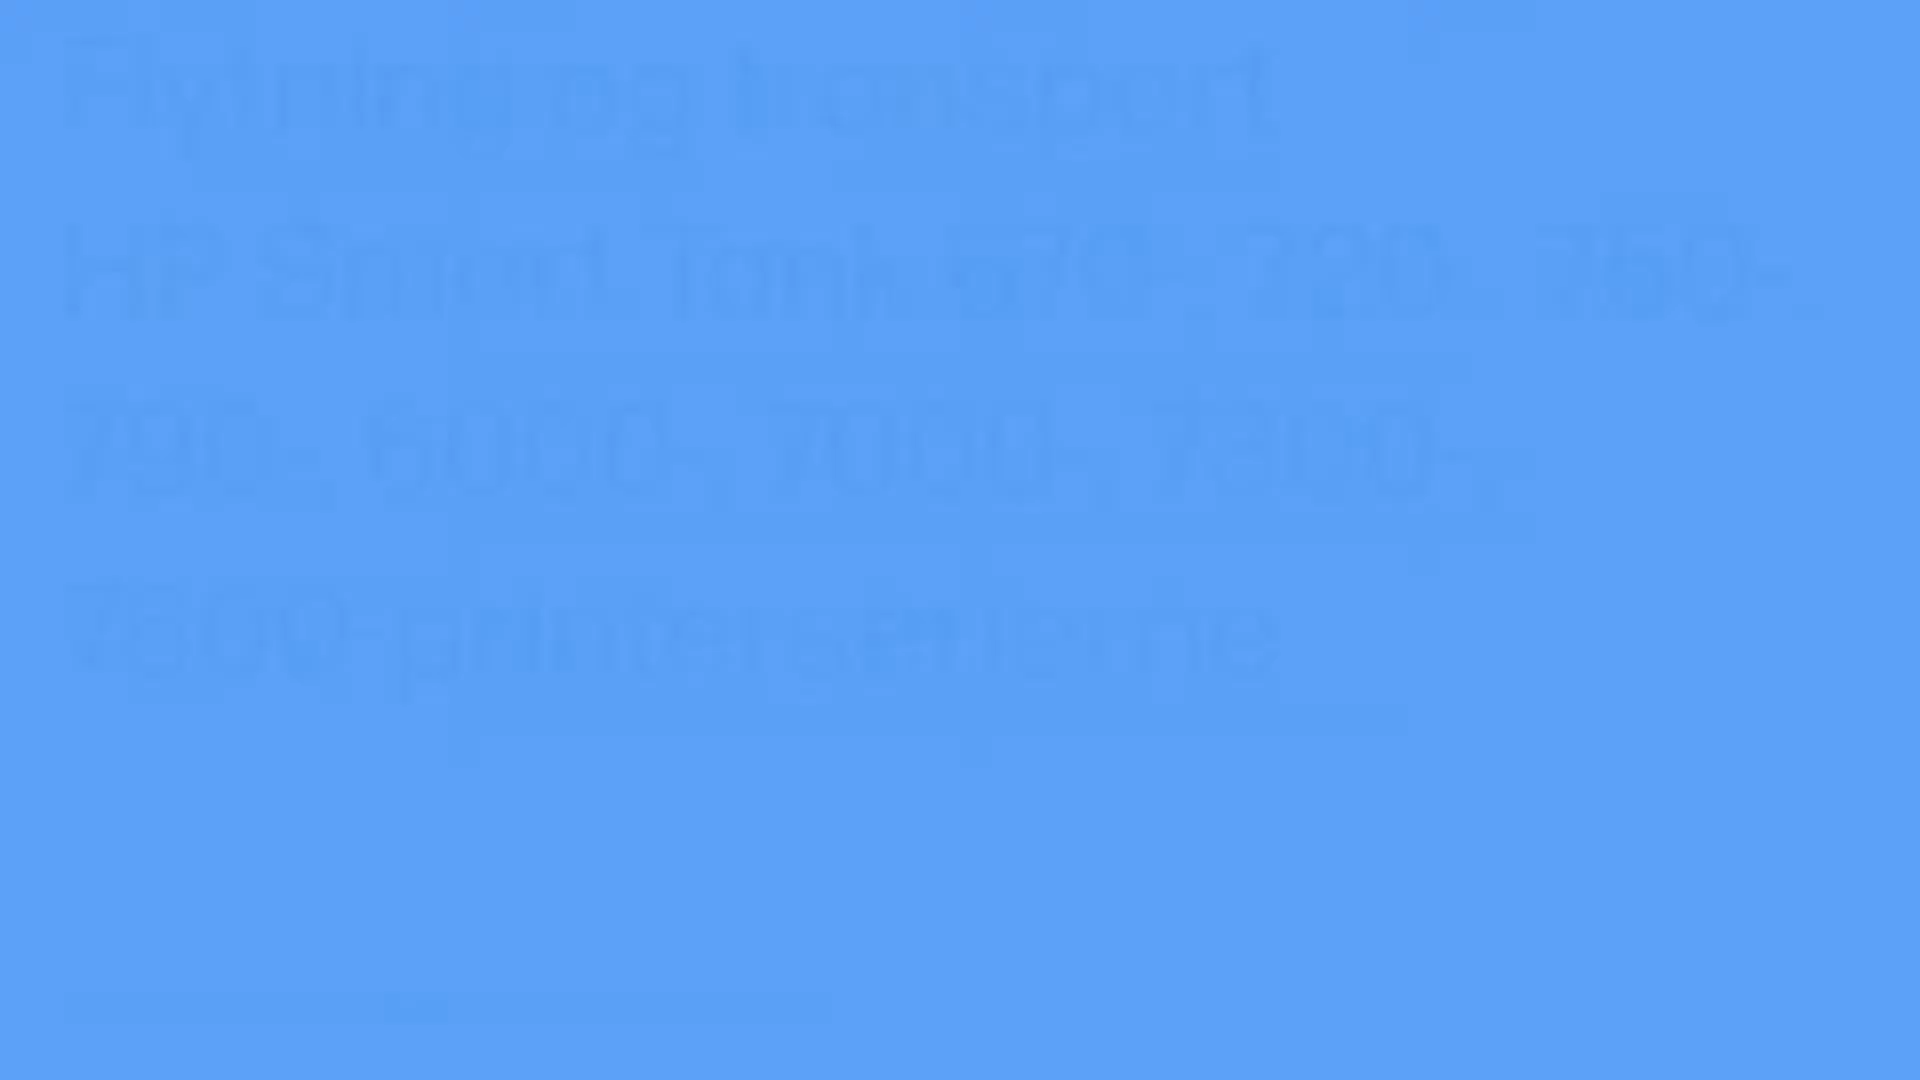 Flytning og transport
HP Smart Tank 670-, 720-, 750-,
790-, 6000-, 7000-, 7300-,
7600-printerserierne